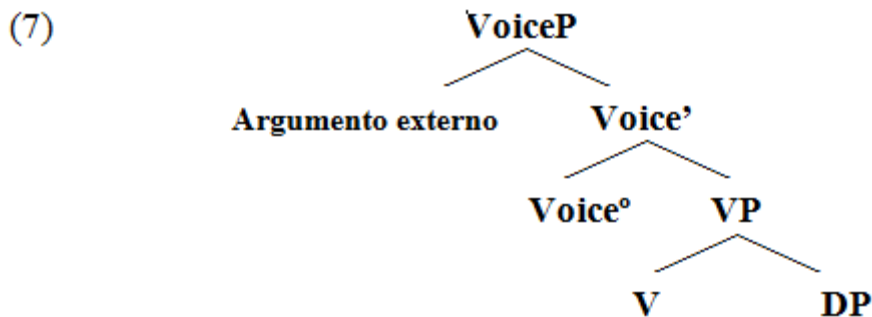 (7) VoiceP
Argumento externo Voice’
Voiceº VP
V DP